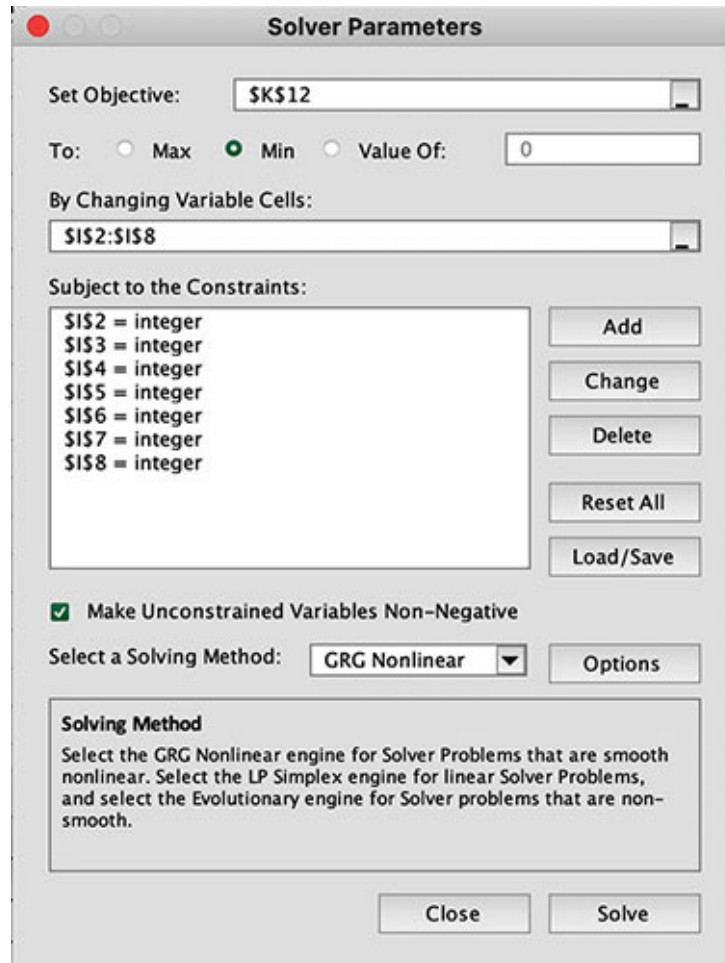 Solver Parameters
Set Objective: $K$12
To: Max Min Value Of: 0
By Changing Variable Cells:
$I$2:$I$8
Subject to the Constraints:
$I$2 = integer
$I$3 = integer
$I$4 = integer
$I$5 = integer
$I$6 = integer
$I$7 = integer
$I$8 = integer
Add
Change
Delete
Reset All
Load/Save
Make Unconstrained Variables Non-Negative
Select a Solving Method: GRG Nonlinear Options
Solving Method
Select the GRG Nonlinear engine for Solver Problems that are smooth
nonlinear. Select the LP Simplex engine for linear Solver Problems,
and select the Evolutionary engine for Solver problems that are non-
smooth.
Close Solve